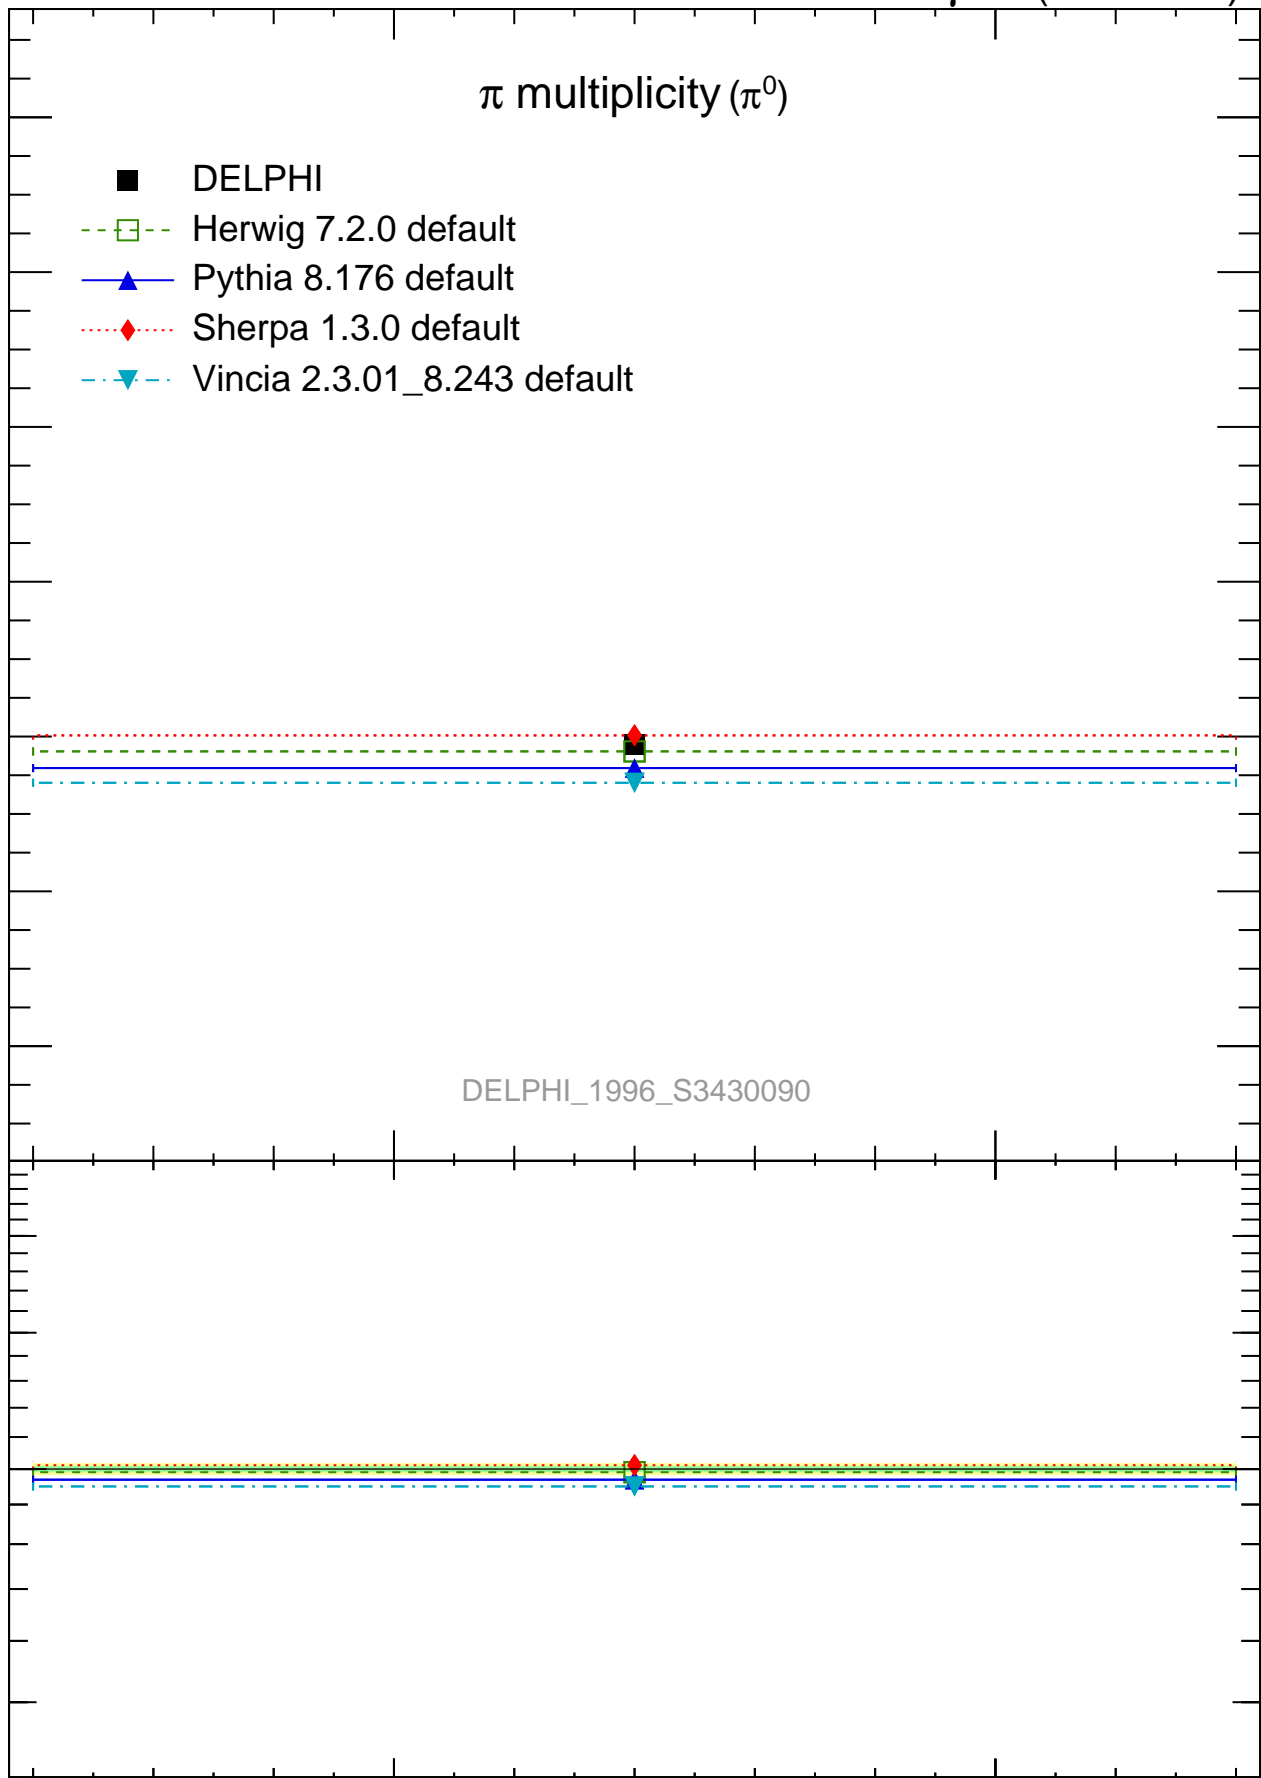 π multiplicity (π⁰)
DELPHI
Herwig 7.2.0 default
Pythia 8.176 default
Sherpa 1.3.0 default
Vincia 2.3.01_8.243 default
DELPHI_1996_S3430090